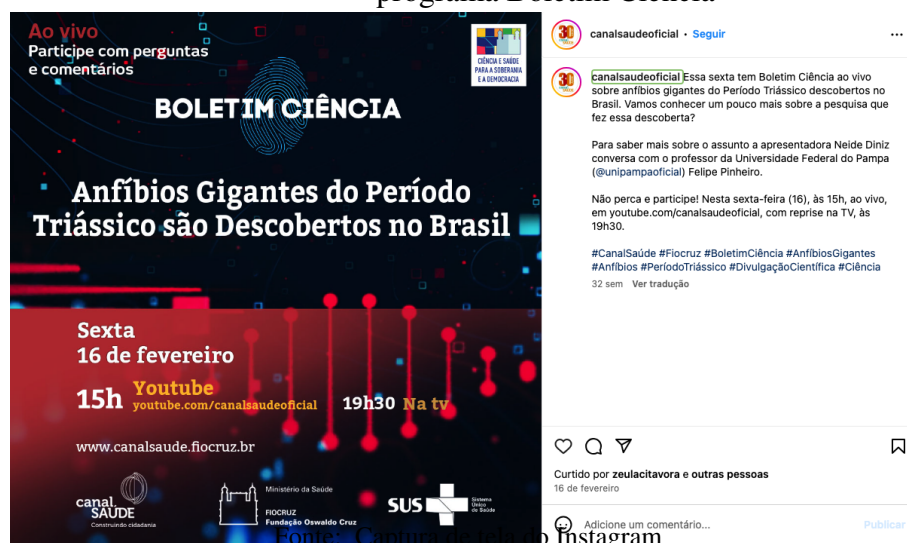 programa Boletim Ciência
Ao vivo
Participe com perguntas
e comentários
CIÊNCIA E SAÚDE
PARA A SOBERANIA
E A DEMOCRACIA
BOLETIM CIÊNCIA
Anfíbios Gigantes do Período
Triássico são Descobertos no Brasil
Sexta
16 de fevereiro
15h Youtube
youtube.com/canalsaudeoficial
19h30 Na tv
www.canalsaude.fiocruz.br
canal
SAÚDE
Construindo cidadania
Ministério da Saúde
FIOCRUZ
Fundação Oswaldo Cruz
SUS
Sistema
Único
de Saúde
canalsaudeoficial • Seguir
canalsaudeoficial Essa sexta tem Boletim Ciência ao vivo
sobre anfíbios gigantes do Período Triássico descobertos no
Brasil. Vamos conhecer um pouco mais sobre a pesquisa que
fez essa descoberta?
Para saber mais sobre o assunto a apresentadora Neide Diniz
conversa com o professor da Universidade Federal do Pampa
(@unipampaoficial) Felipe Pinheiro.
Não perca e participe! Nesta sexta-feira (16), às 15h, ao vivo,
em youtube.com/canalsaudeoficial, com reprise na TV, às
19h30.
#CanalSaúde #Fiocruz #BoletimCiência #AnfíbiosGigantes
#Anfíbios #PeríodoTriássico #DivulgaçãoCientífica #Ciência
32 sem Ver tradução
Curtido por zeulacitavora e outras pessoas
16 de fevereiro
Adicione um comentário...
Publicar
Fonte: Captura de tela do Instagram